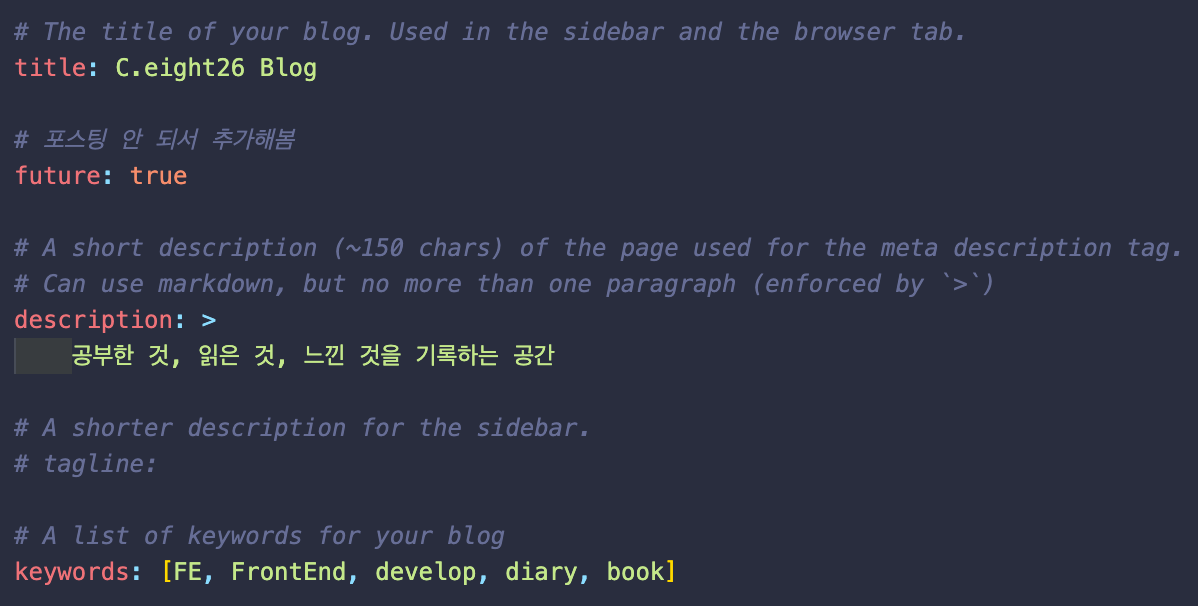 # The title of your blog. Used in the sidebar and the browser tab.
title: C.eight26 Blog
# 포스팅 안 되서 추가해봄
future: true
# A short description (~150 chars) of the page used for the meta description tag.
# Can use markdown, but no more than one paragraph (enforced by `>`)
description: >
공부한 것, 읽은 것, 느낀 것을 기록하는 공간
# A shorter description for the sidebar.
# tagline:
# A list of keywords for your blog
keywords: [FE, FrontEnd, develop, diary, book]